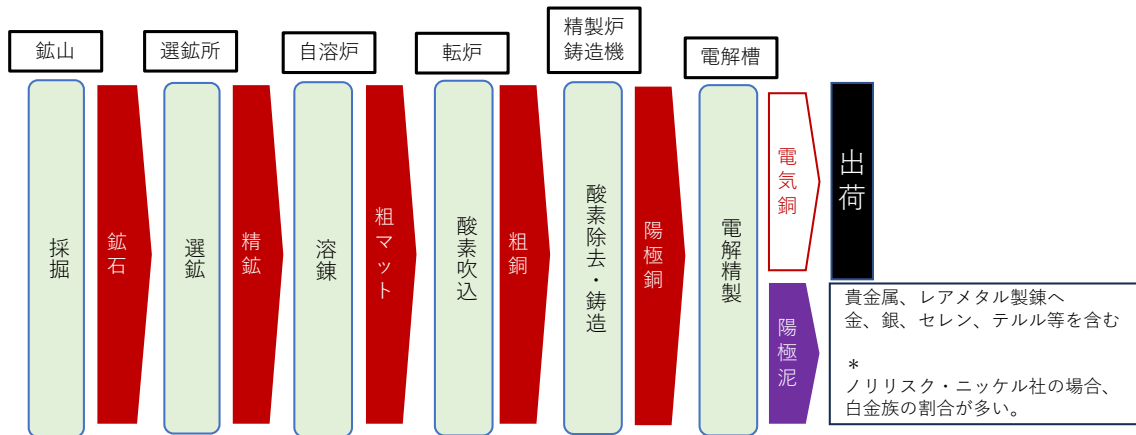 鉱山
選鉱所
自溶炉
転炉
精製炉
鋳造機
電解槽
採掘
鉱石
選鉱
精鉱
溶錬
粗マット
酸素吹込
粗銅
酸素除去・鋳造
陽極銅
電解精製
電気銅
出荷
陽極泥
貴金属、レアメタル製錬へ
金、銀、セレン、テルル等を含む
*
ノリリスク・ニッケル社の場合、
白金族の割合が多い。